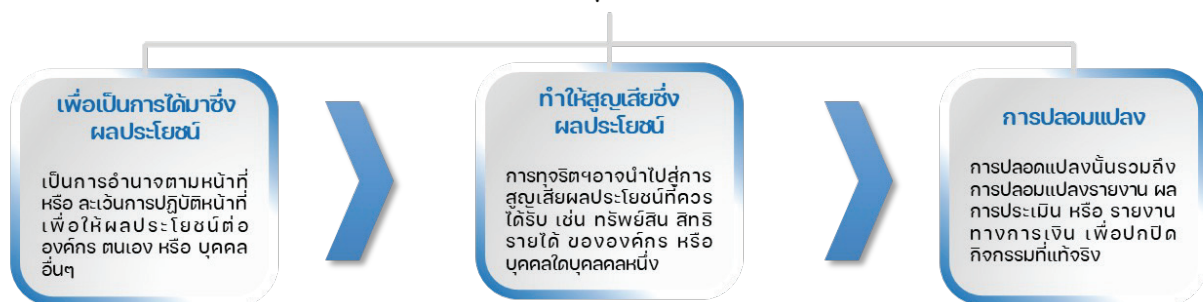 เพื่อเป็นการได้มาซึ่ง
ผลประโยชน์
เป็นการอำนาจตามหน้าที่
หรือ ละเว้นการปฏิบัติหน้าที่
เพื่อให้ผลประโยชน์ต่อ
องค์กร ตนเอง หรือ บุคคล
อื่นๆ
ทำให้สูญเสียซึ่ง
ผลประโยชน์
การทุจริตฯอาจนำไปสู่การ
สูญเสียผลประโยชน์ที่ควร
ได้รับ เช่น ทรัพย์สิน สิทธิ
รายได้ ขององค์กร หรือ
บุคคลใดบุคลคลหนึ่ง
การปลอมแปลง
การปลอดแปลงนั้นรวมถึง
การปลอมแปลงรายงาน ผล
การประเมิน หรือ รายงาน
ทางการเงิน เพื่อปกปิด
กิจกรรมที่แท้จริง